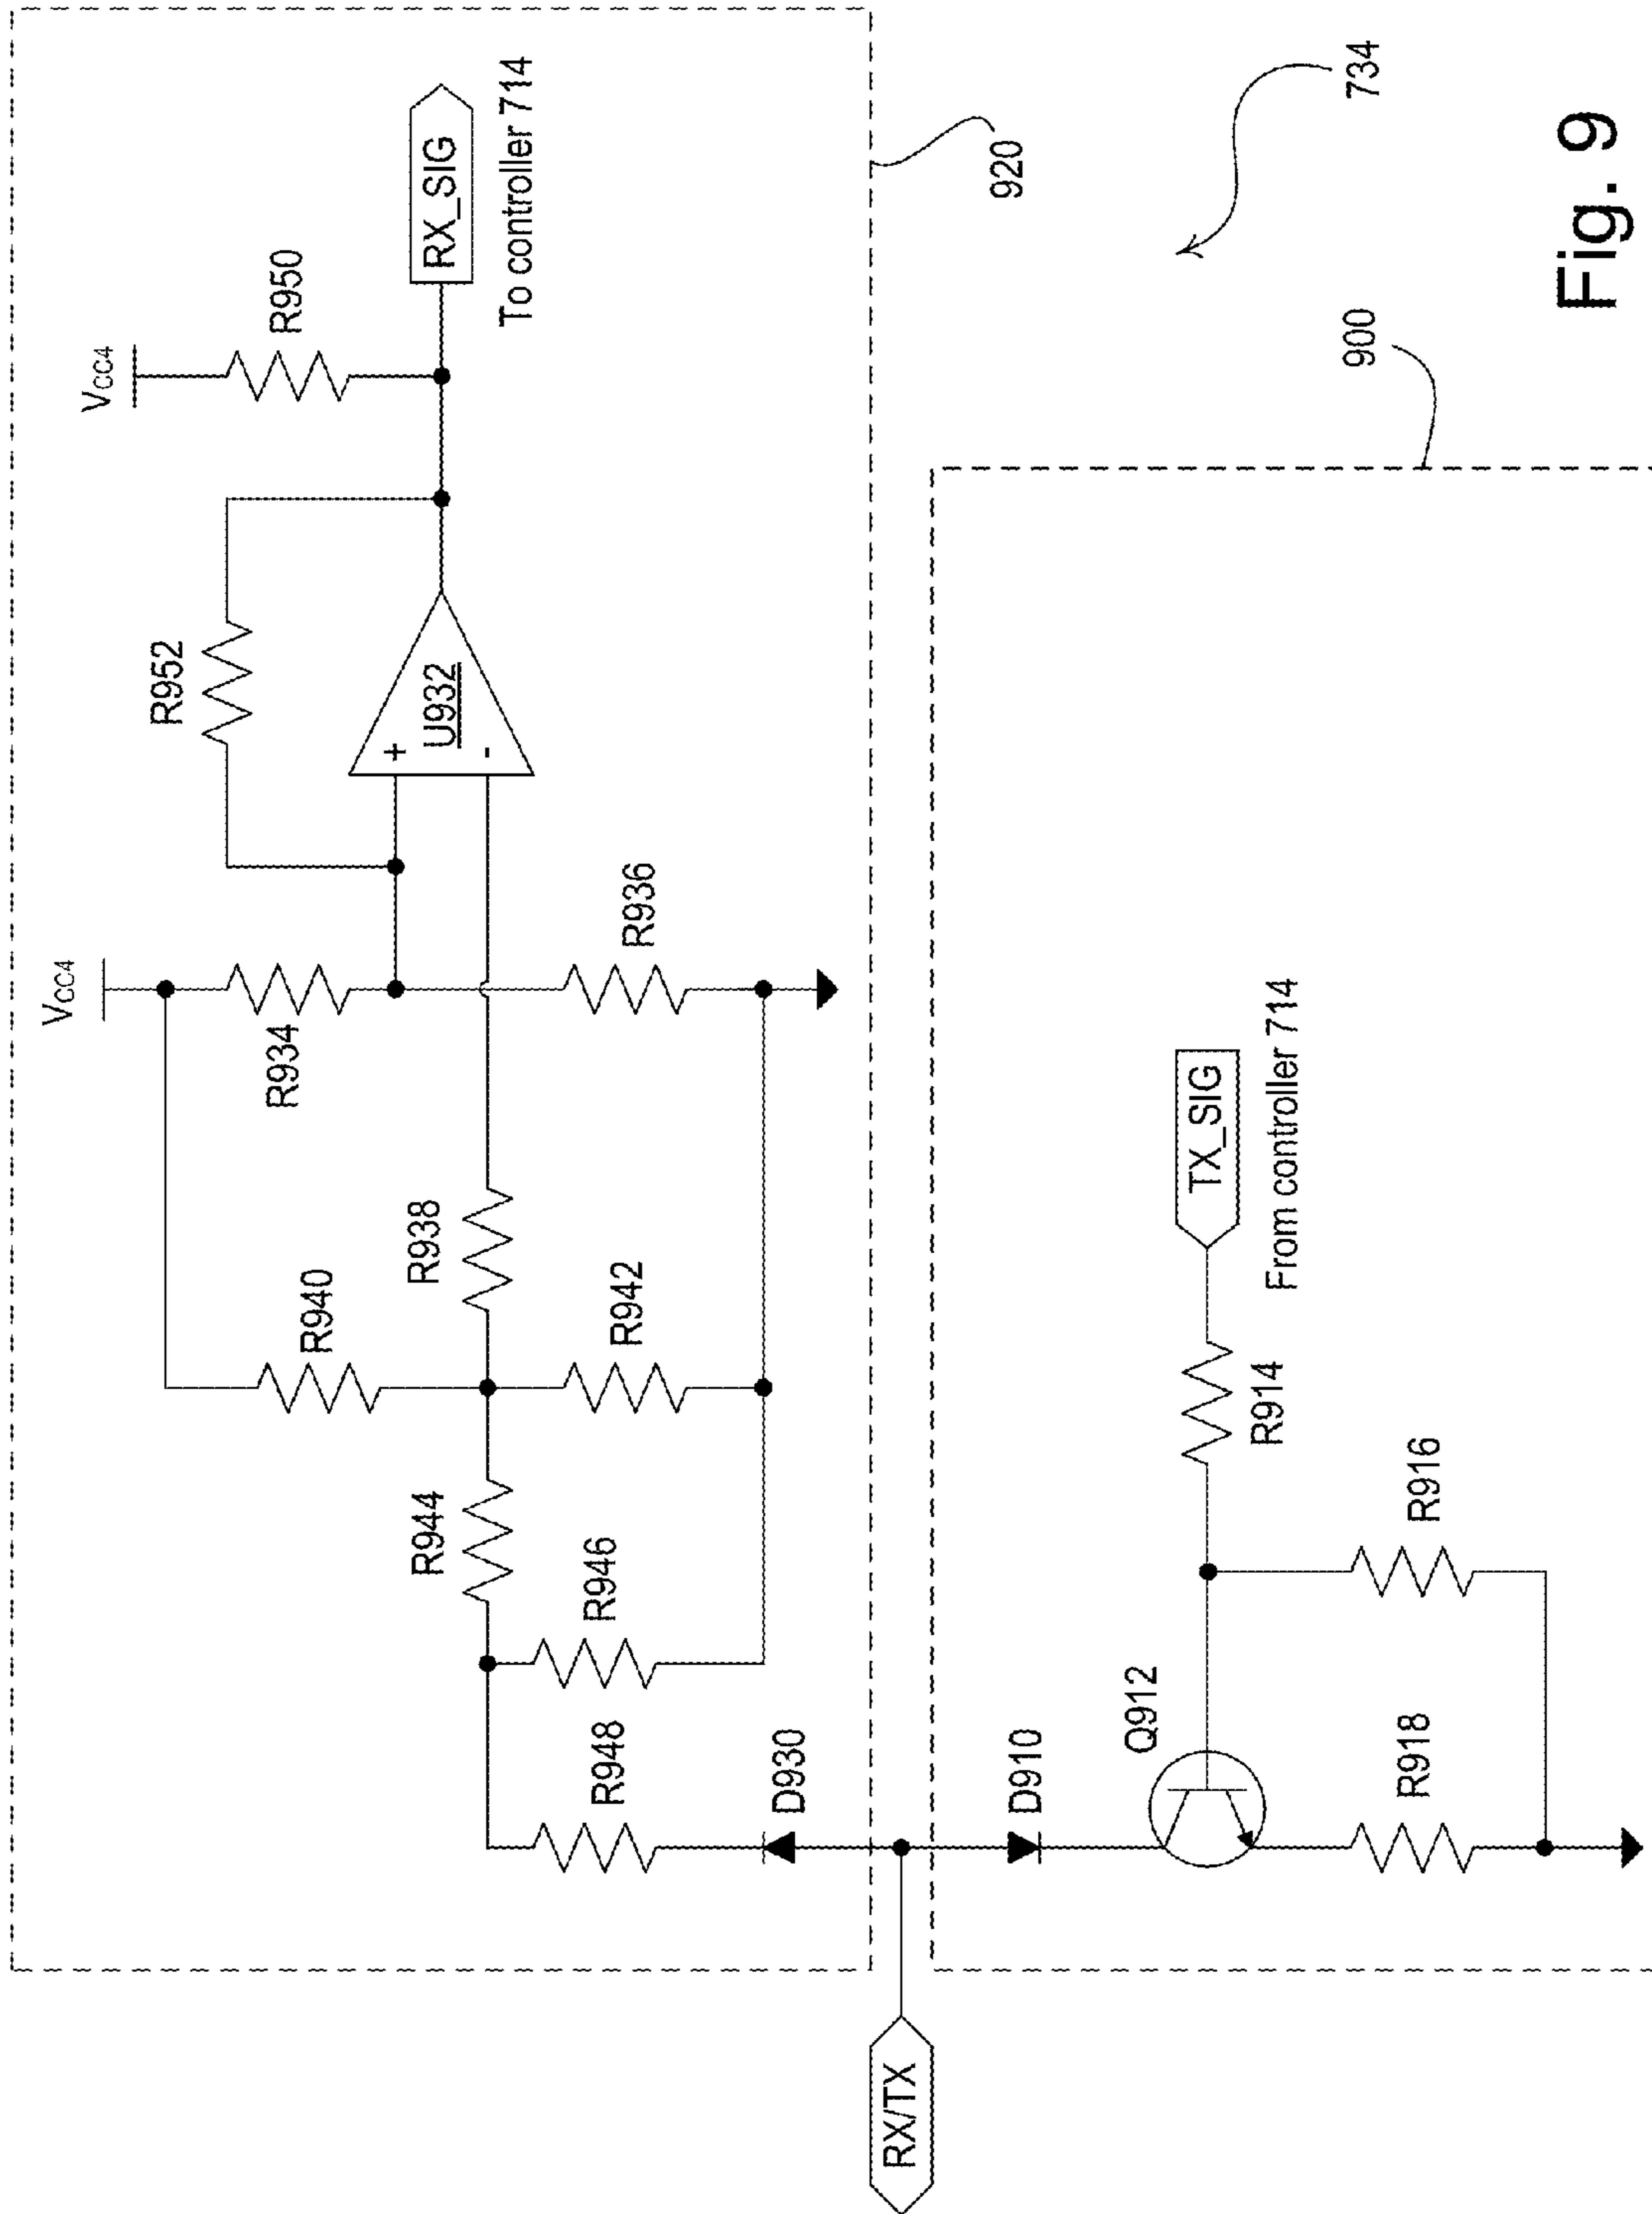 VCC4
VCC4
R952
R950
R934
R940
R938
U932
+
-
RX_SIG
To controller 714
R944
R942
R936
R946
R948
D930
920
RX/TX
D910
Q912
R914
TX_SIG
From controller 714
R918
R916
900
734
Fig. 9